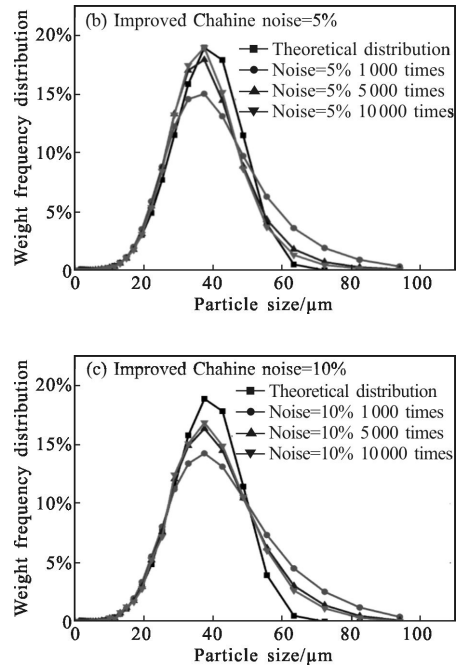 (b) Improved Chahine noise=5%
Theoretical distribution
Noise=5% 1 000 times
Noise=5% 5 000 times
Noise=5% 10 000 times
Weight frequency distribution
20%
15%
10%
5%
0
0 20 40 60 80 100
Particle size/μm
(c) Improved Chahine noise=10%
Theoretical distribution
Noise=10% 1 000 times
Noise=10% 5 000 times
Noise=10% 10 000 times
Weight frequency distribution
20%
15%
10%
5%
0
0 20 40 60 80 100
Particle size/μm